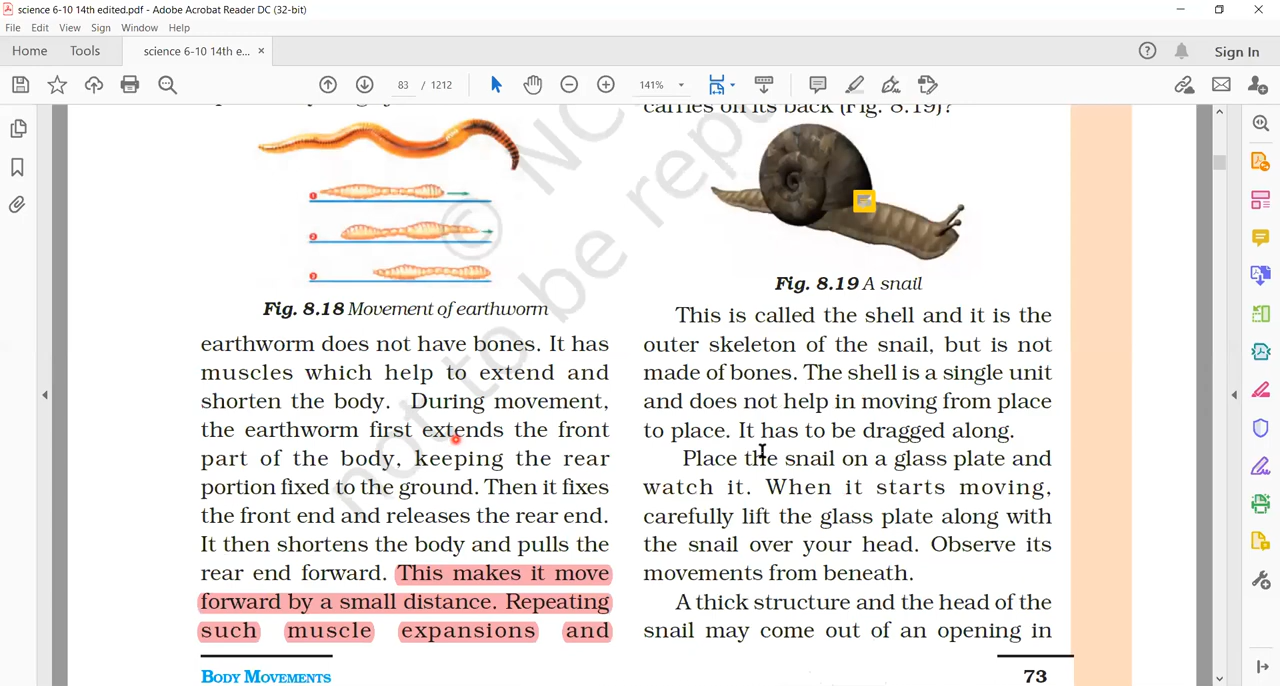 science 6-10 14th edited.pdf - Adobe Acrobat Reader DC (32-bit)
File Edit View Sign Window Help
Home Tools science 6-10 14th e... × Sign In
83 / 1212 141%
carries on its back (Fig. 8.19)?
1
2
3
Fig. 8.18 Movement of earthworm
earthworm does not have bones. It has
muscles which help to extend and
shorten the body. During movement,
the earthworm first extends the front
part of the body, keeping the rear
portion fixed to the ground. Then it fixes
the front end and releases the rear end.
It then shortens the body and pulls the
rear end forward. This makes it move
forward by a small distance. Repeating
such muscle expansions and
Fig. 8.19 A snail
This is called the shell and it is the
outer skeleton of the snail, but is not
made of bones. The shell is a single unit
and does not help in moving from place
to place. It has to be dragged along.
Place the snail on a glass plate and
watch it. When it starts moving,
carefully lift the glass plate along with
the snail over your head. Observe its
movements from beneath.
A thick structure and the head of the
snail may come out of an opening in
BODY MOVEMENTS
73
© NC
not to be repu